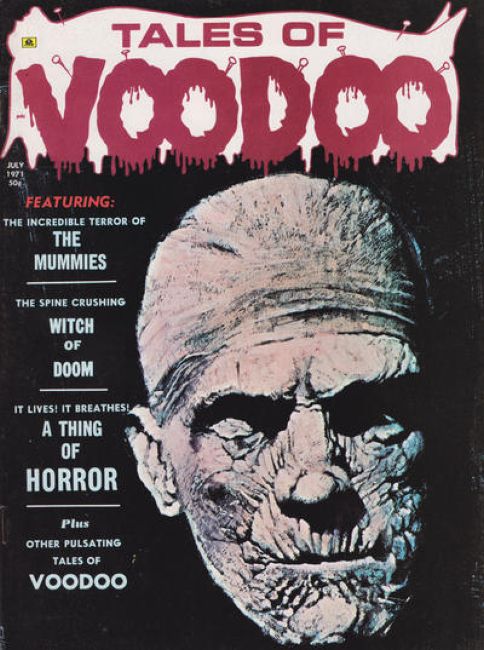 TALES OF
VOODOO
JULY
1971
50¢
FEATURING:
THE INCREDIBLE TERROR OF
THE
MUMMIES
THE SPINE CRUSHING
WITCH
OF
DOOM
IT LIVES! IT BREATHES!
A THING
OF
HORROR
Plus
OTHER PULSATING
TALES OF
VOODOO